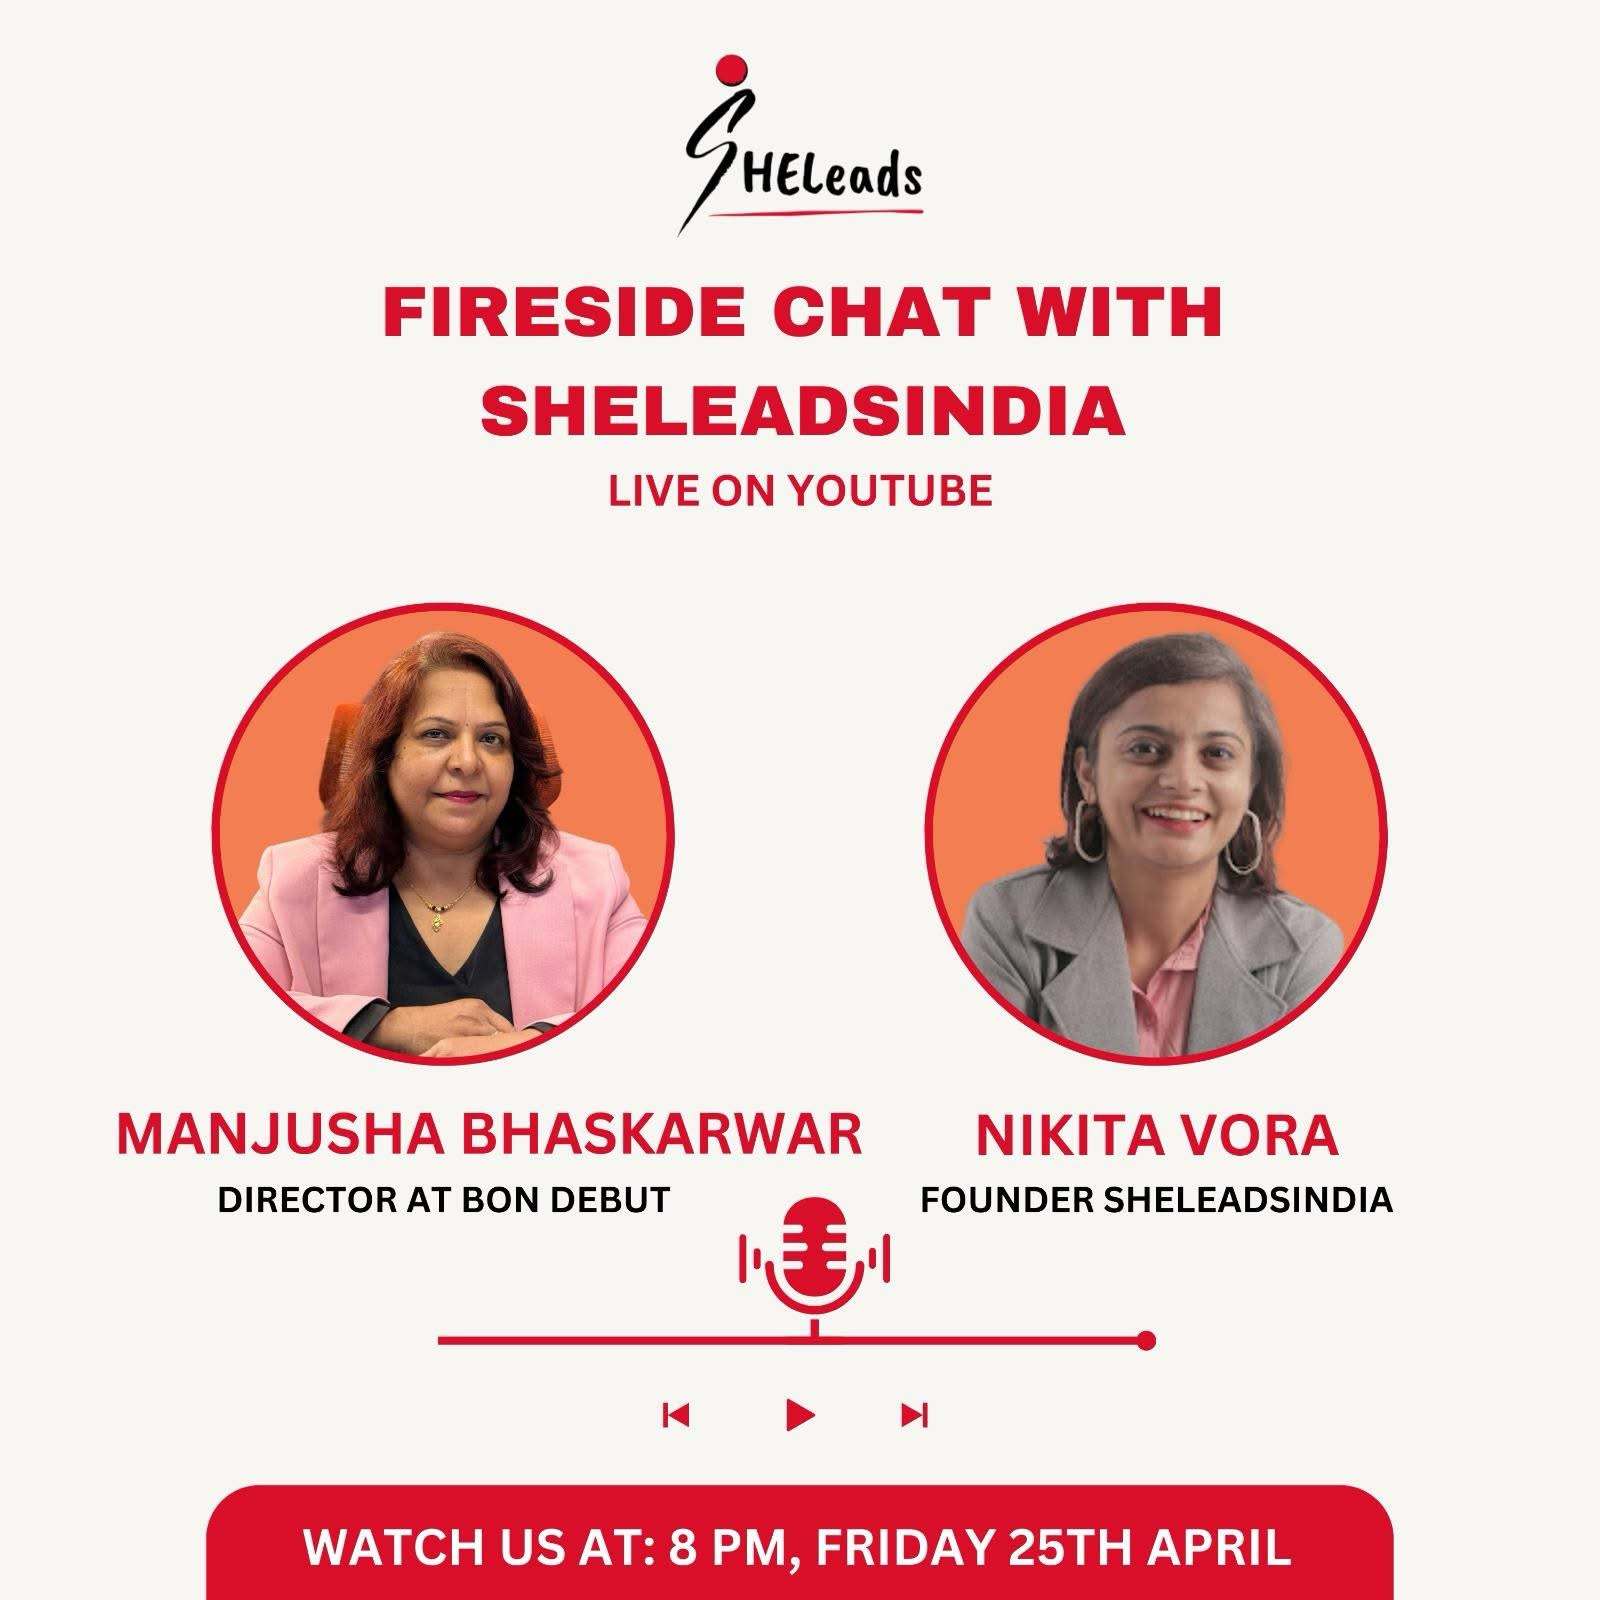 SHELeads
FIRESIDE CHAT WITH
SHELEADSINDIA
LIVE ON YOUTUBE
MANJUSHA BHASKARWAR
DIRECTOR AT BON DEBUT
NIKITA VORA
FOUNDER SHELEADSINDIA
WATCH US AT: 8 PM, FRIDAY 25TH APRIL